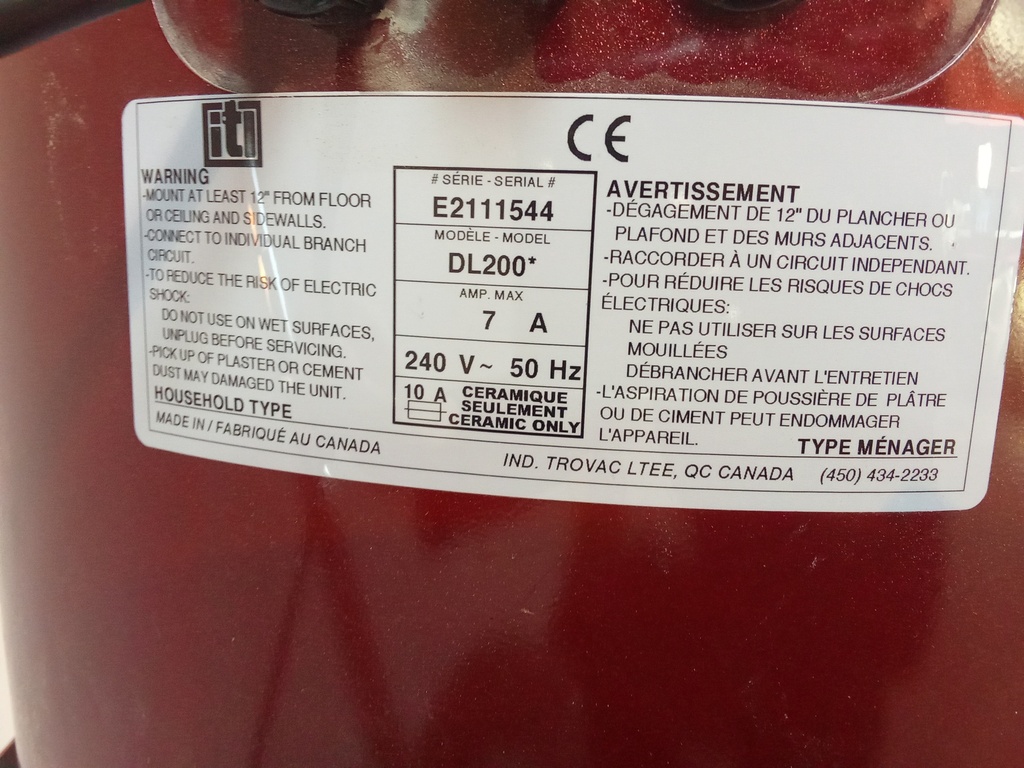 itl
CE
WARNING
-MOUNT AT LEAST 12" FROM FLOOR
OR CEILING AND SIDEWALLS.
-CONNECT TO INDIVIDUAL BRANCH
CIRCUIT.
-TO REDUCE THE RISK OF ELECTRIC
SHOCK:
DO NOT USE ON WET SURFACES,
UNPLUG BEFORE SERVICING.
-PICK UP OF PLASTER OR CEMENT
DUST MAY DAMAGED THE UNIT.
HOUSEHOLD TYPE
MADE IN / FABRIQUÉ AU CANADA
# SÉRIE - SERIAL #
E2111544
MODÈLE - MODEL
DL200*
AMP. MAX
7 A
240 V ~ 50 Hz
10 A CERAMIQUE
SEULEMENT
CERAMIC ONLY
AVERTISSEMENT
-DÉGAGEMENT DE 12" DU PLANCHER OU
PLAFOND ET DES MURS ADJACENTS.
-RACCORDER À UN CIRCUIT INDEPENDANT.
-POUR RÉDUIRE LES RISQUES DE CHOCS
ÉLECTRIQUES:
NE PAS UTILISER SUR LES SURFACES
MOUILLÉES
DÉBRANCHER AVANT L'ENTRETIEN
-L'ASPIRATION DE POUSSIÈRE DE PLÂTRE
OU DE CIMENT PEUT ENDOMMAGER
L'APPAREIL.
TYPE MÉNAGER
IND. TROVAC LTEE, QC CANADA (450) 434-2233